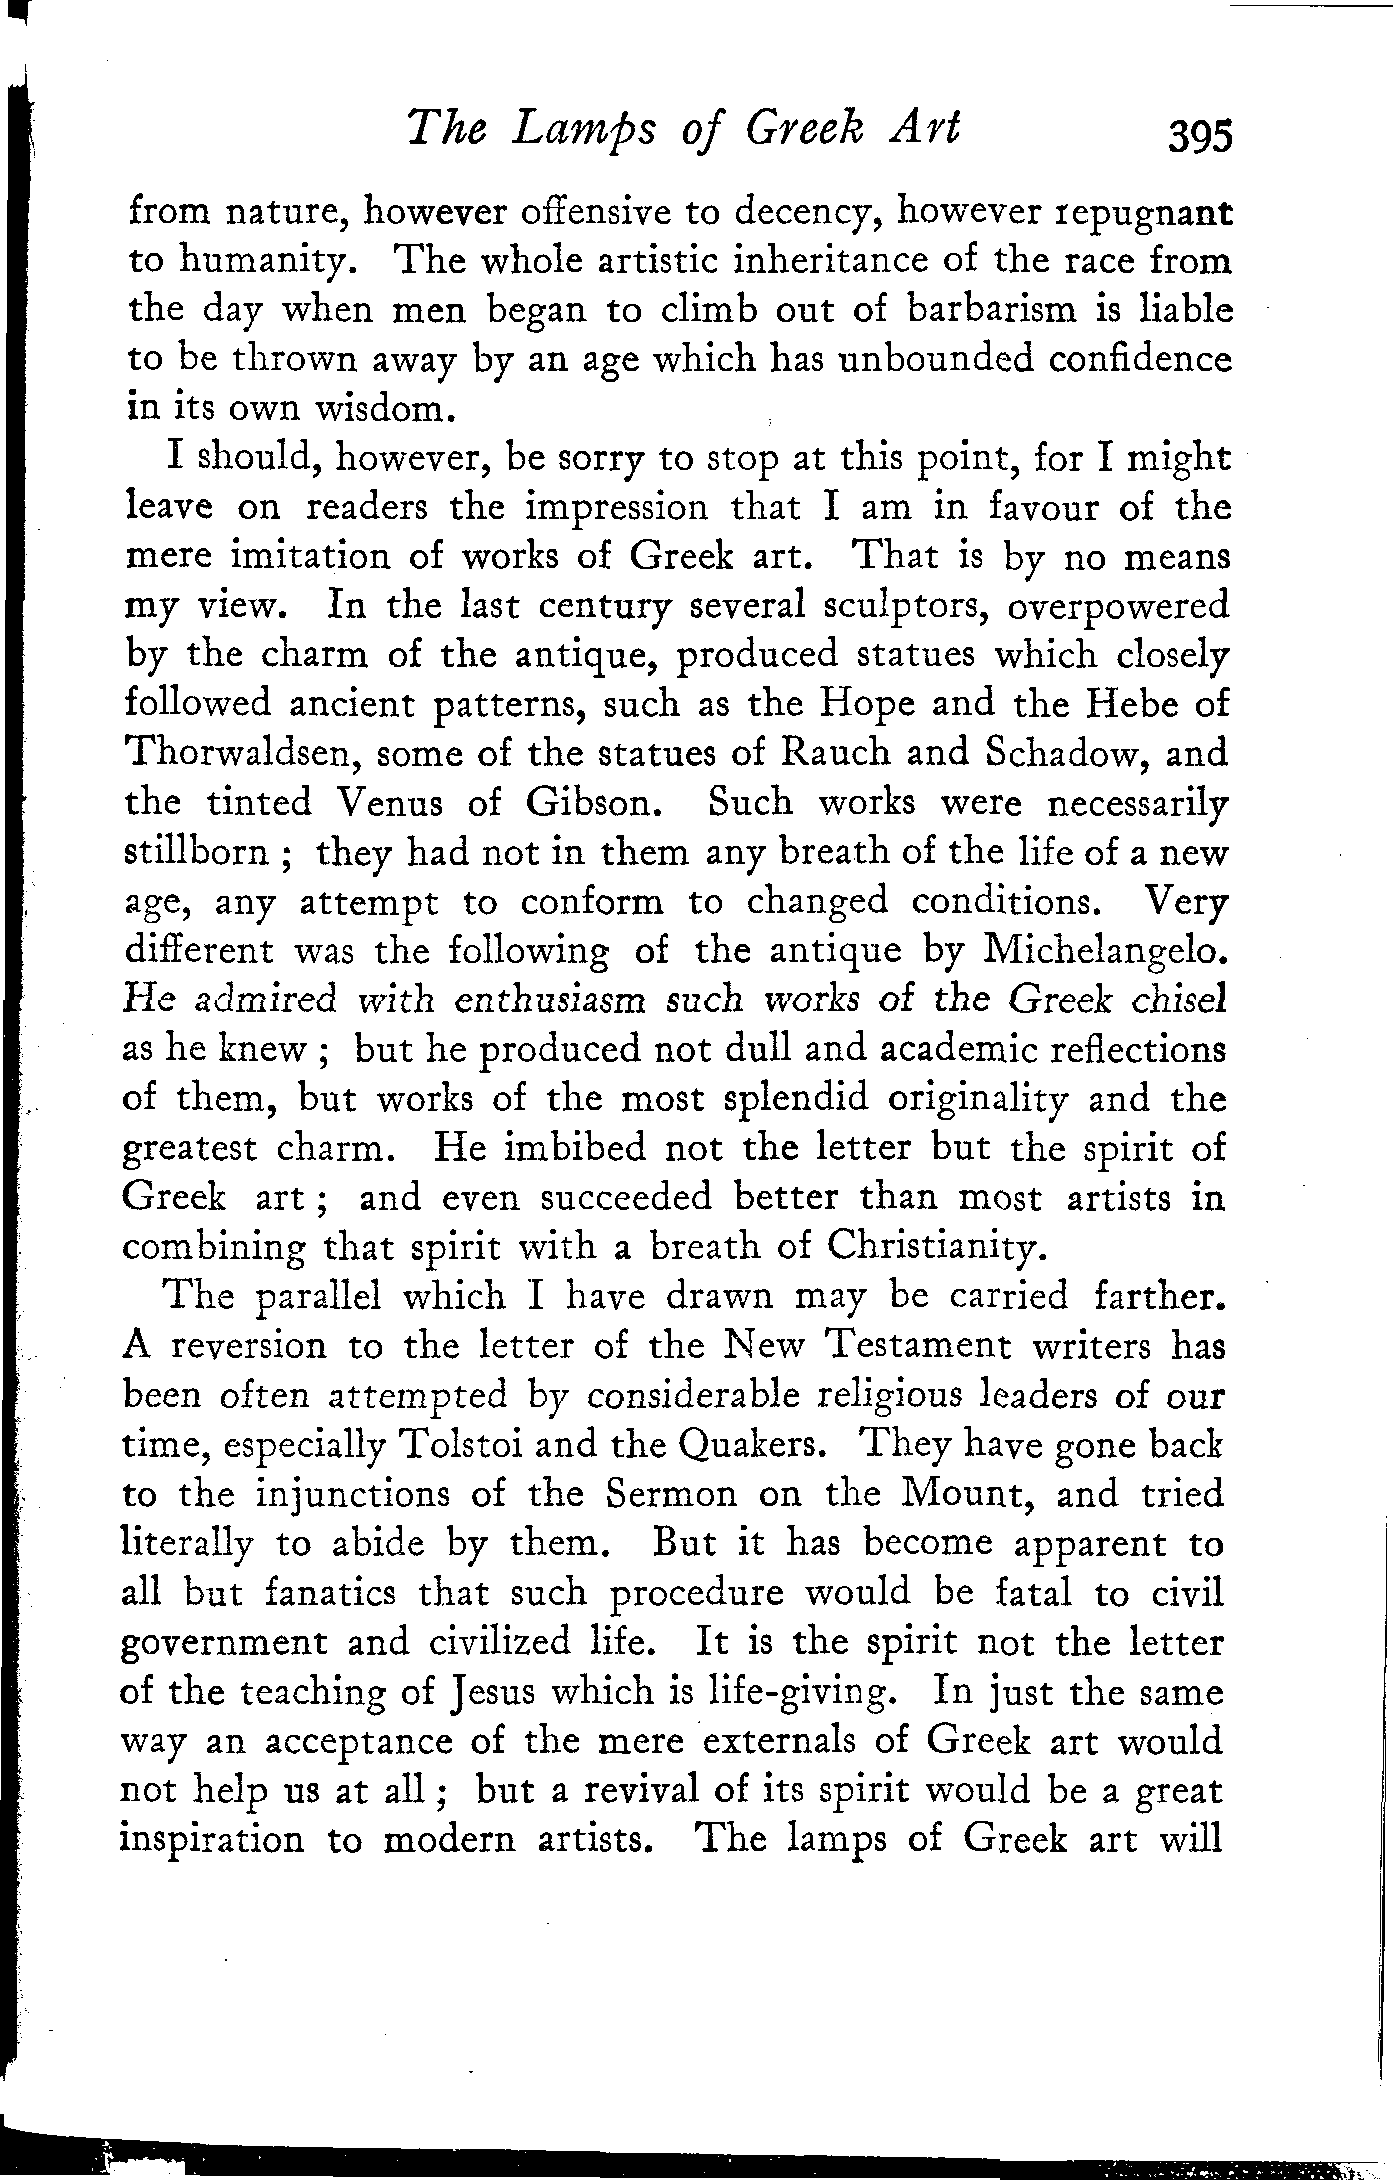 The Lamps of Greek Art 395
from nature, however offensive to decency, however repugnant
to humanity. The whole artistic inheritance of the race from
the day when men began to climb out of barbarism is liable
to be thrown away by an age which has unbounded confidence
in its own wisdom.
I should, however, be sorry to stop at this point, for I might
leave on readers the impression that I am in favour of the
mere imitation of works of Greek art. That is by no means
my view. In the last century several sculptors, overpowered
by the charm of the antique, produced statues which closely
followed ancient patterns, such as the Hope and the Hebe of
Thorwaldsen, some of the statues of Rauch and Schadow, and
the tinted Venus of Gibson. Such works were necessarily
stillborn ; they had not in them any breath of the life of a new
age, any attempt to conform to changed conditions. Very
different was the following of the antique by Michelangelo.
He admired with enthusiasm such works of the Greek chisel
as he knew ; but he produced not dull and academic reflections
of them, but works of the most splendid originality and the
greatest charm. He imbibed not the letter but the spirit of
Greek art ; and even succeeded better than most artists in
combining that spirit with a breath of Christianity.
The parallel which I have drawn may be carried farther.
A reversion to the letter of the New Testament writers has
been often attempted by considerable religious leaders of our
time, especially Tolstoi and the Quakers. They have gone back
to the injunctions of the Sermon on the Mount, and tried
literally to abide by them. But it has become apparent to
all but fanatics that such procedure would be fatal to civil
government and civilized life. It is the spirit not the letter
of the teaching of Jesus which is life-giving. In just the same
way an acceptance of the mere externals of Greek art would
not help us at all ; but a revival of its spirit would be a great
inspiration to modern artists. The lamps of Greek art will